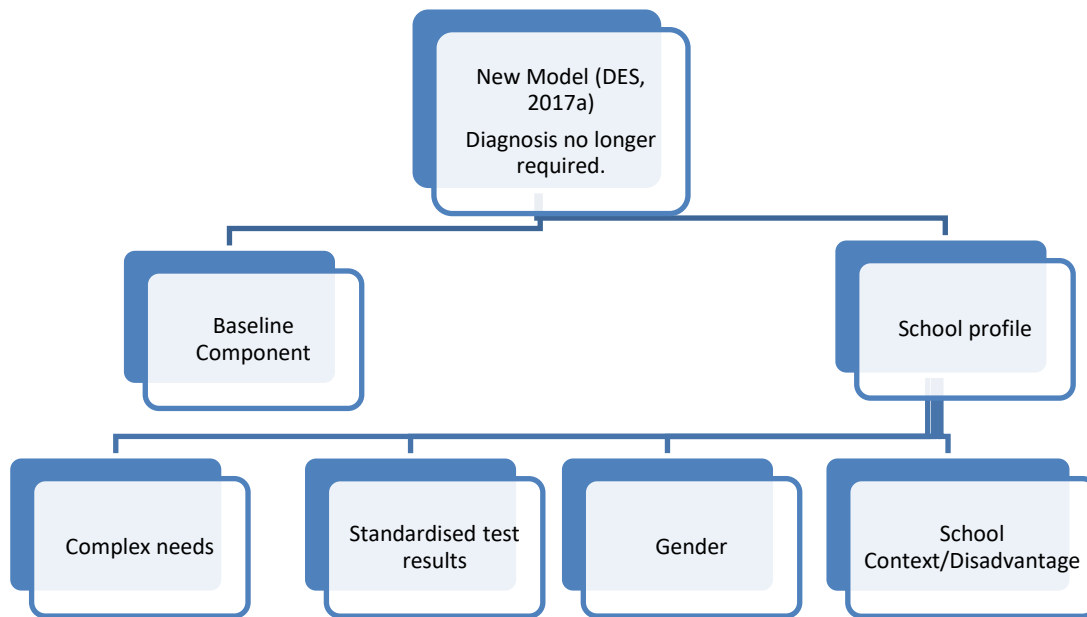 New Model (DES,
2017a)
Diagnosis no longer
required.
Baseline
Component
School profile
Complex needs
Standardised test
results
Gender
School
Context/Disadvantage